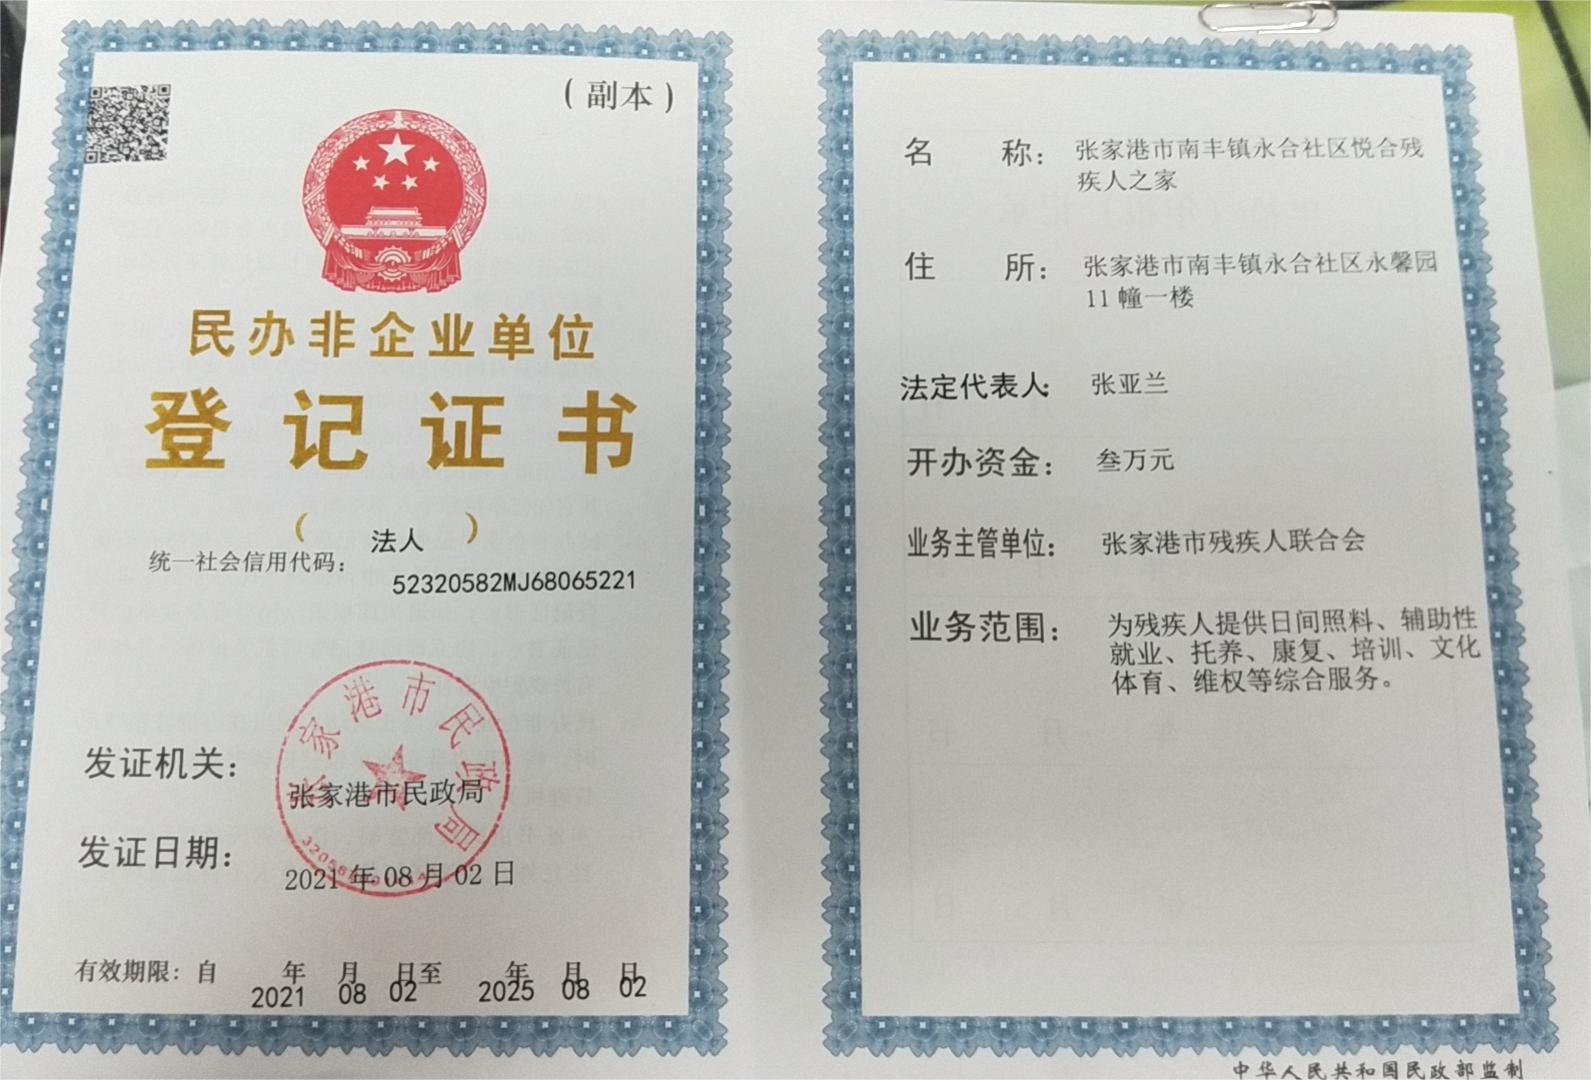 （副本）
民办非企业单位
登记证书
（法人）
统一社会信用代码：
52320582MJ68065221
张家港市民政局
发证机关：
张家港市民政局
发证日期：
2021年08月02日
有效期限：自 年 月 日至 年 月 日
2021 08 02 2025 08 02
名 称：张家港市南丰镇永合社区悦合残
疾人之家
住 所：张家港市南丰镇永合社区永馨园
11幢一楼
法定代表人：张亚兰
开办资金：叁万元
业务主管单位：张家港市残疾人联合会
业务范围：为残疾人提供日间照料、辅助性
就业、托养、康复、培训、文化
体育、维权等综合服务。
中华人民共和国民政部监制